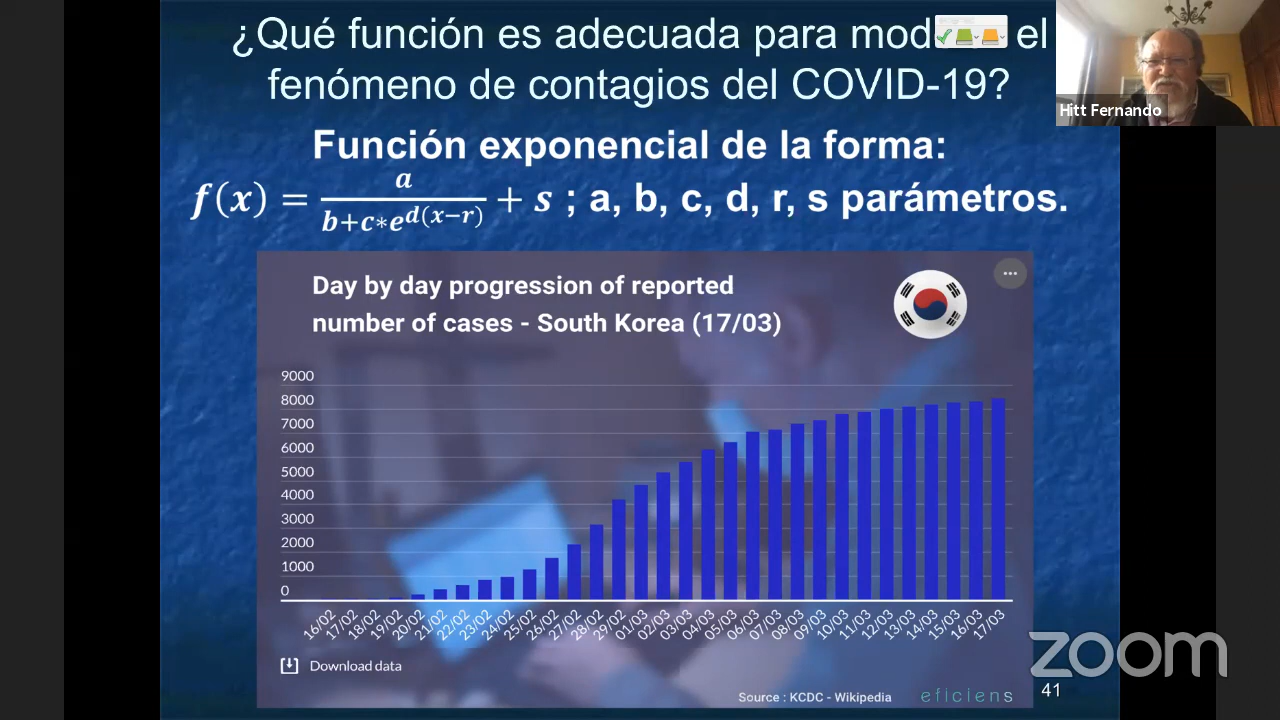 ¿Qué función es adecuada para mod el
fenómeno de contagios del COVID-19?
Hitt Fernando
Función exponencial de la forma:
f(x) = a / (b+c*e^{d(x−r)}) + s ; a, b, c, d, r, s parámetros.
Day by day progression of reported
number of cases - South Korea (17/03)
9000
8000
7000
6000
5000
4000
3000
2000
1000
0
16/02 17/02 18/02 19/02 20/02 21/02 22/02 23/02 24/02 25/02 26/02 27/02 28/02 29/02 01/03 02/03 03/03 04/03 05/03 06/03 07/03 08/03 09/03 10/03 11/03 12/03 13/03 14/03 15/03 16/03 17/03
Download data
Source : KCDC - Wikipedia
eficiens
41
zoom